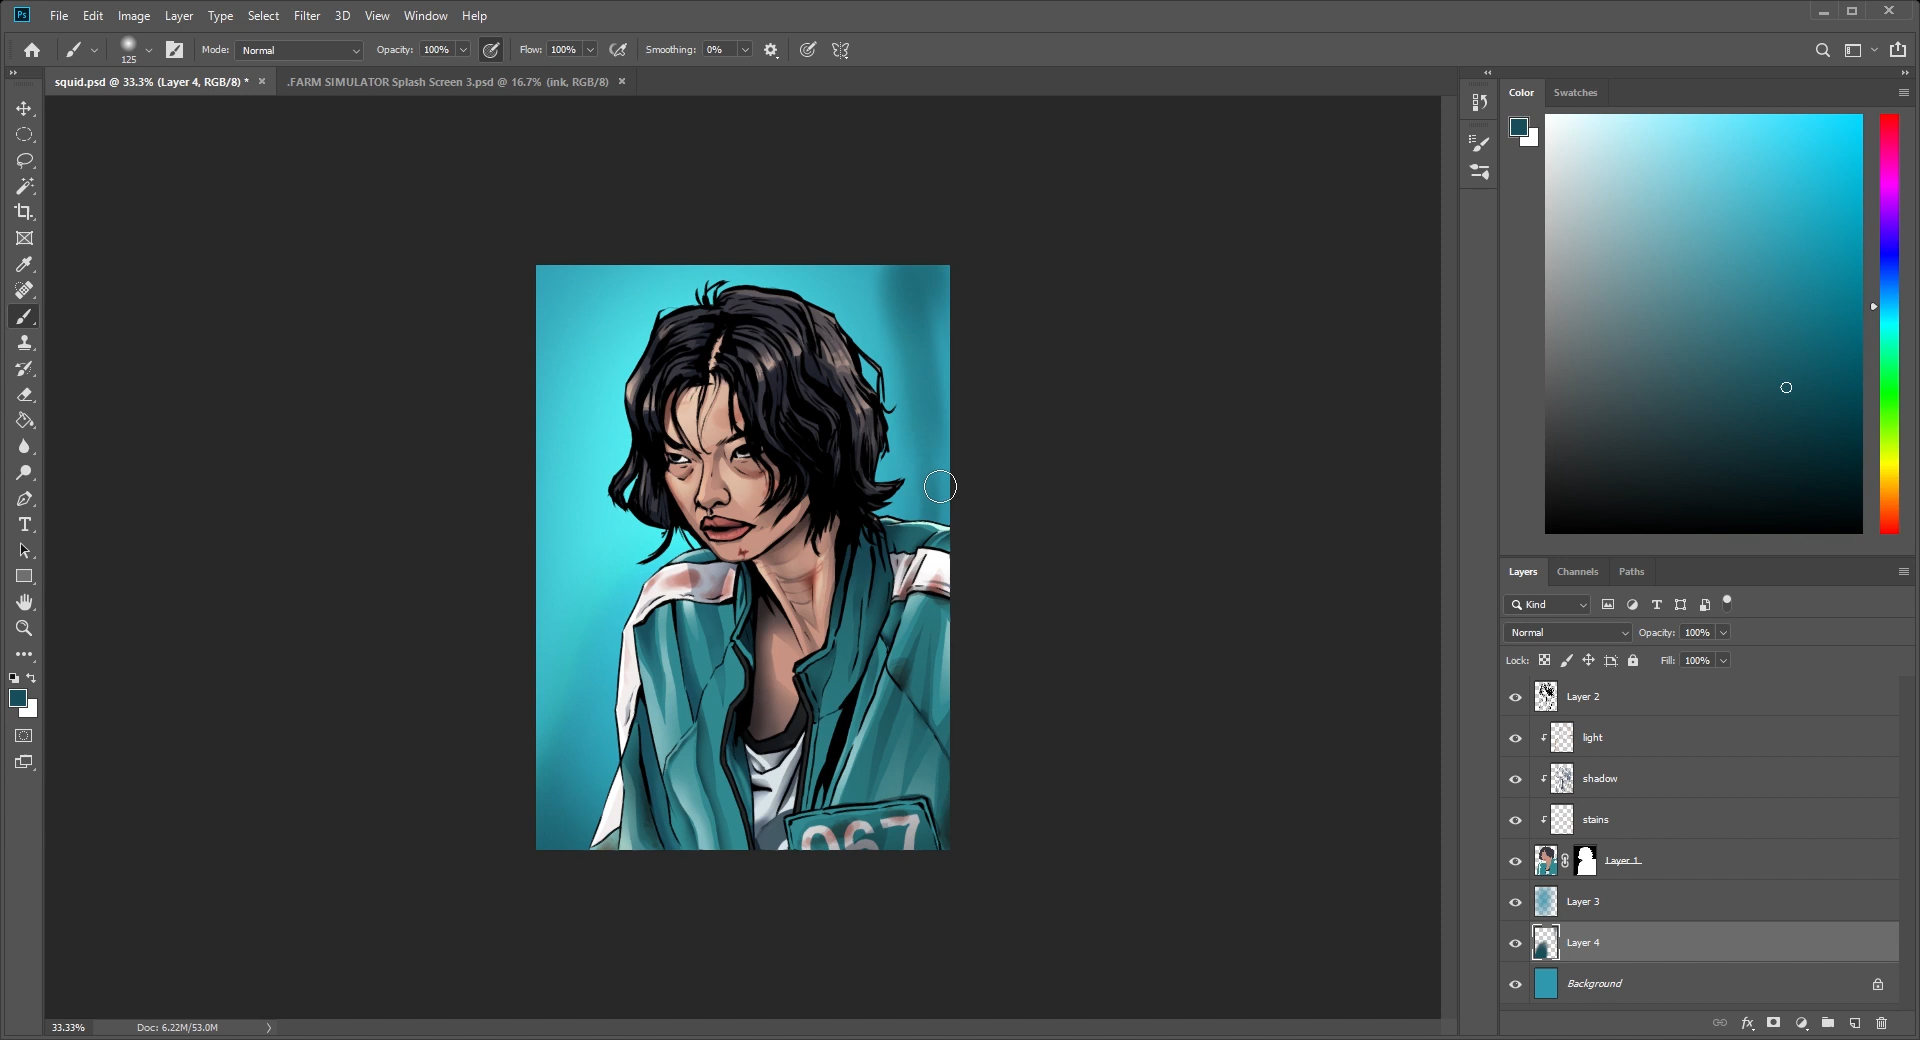 Ps File Edit Image Layer Type Select Filter 3D View Window Help
125 Mode: Normal Opacity: 100% Flow: 100% Smoothing: 0%
squid.psd @ 33.3% (Layer 4, RGB/8) * × .FARM SIMULATOR Splash Screen 3.psd @ 16.7% (ink, RGB/8) ×
Color Swatches
067
Layers Channels Paths
Kind
Normal Opacity: 100%
Lock: Fill: 100%
Layer 2
light
shadow
stains
Layer 1
Layer 3
Layer 4
Background
fx
33.33% Doc: 6.22M/53.0M